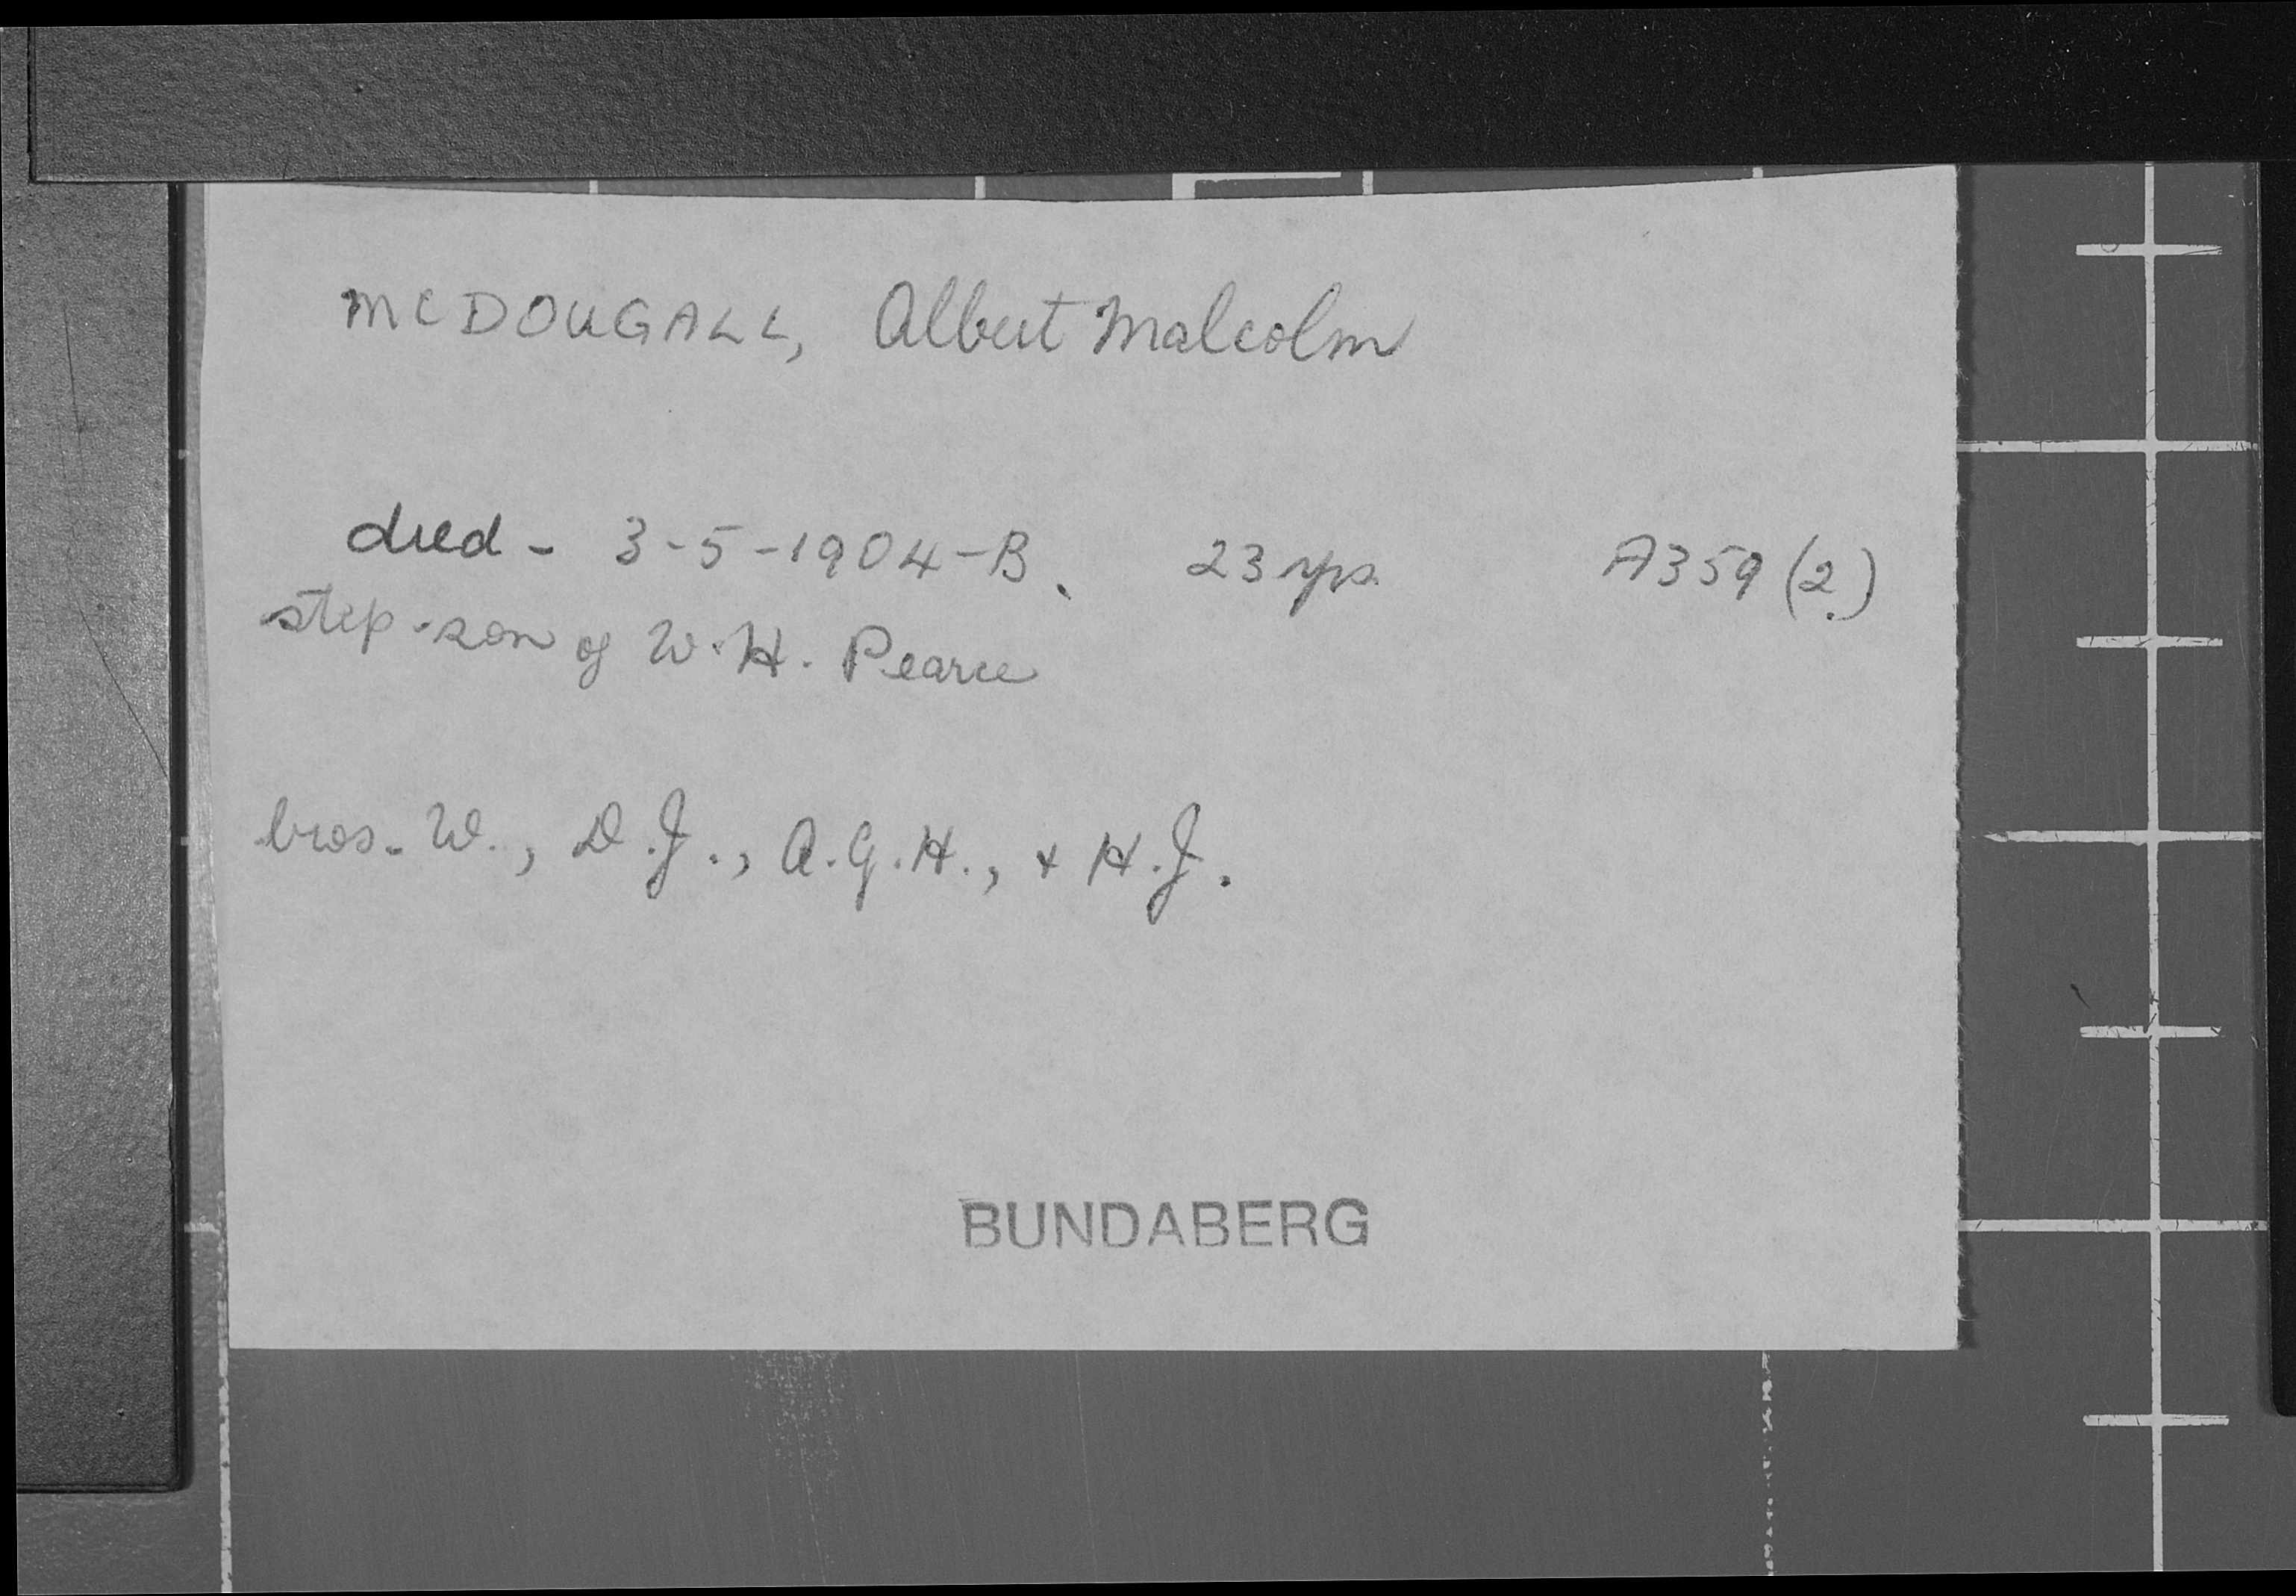 MCDOUGALL, Albert Malcolm
died - 3-5-1904-B. 23 yrs. A359 (2.)
step-son of W.H. Pearce
bros. W., D.J., A.G.H., + H.J.
BUNDABERG